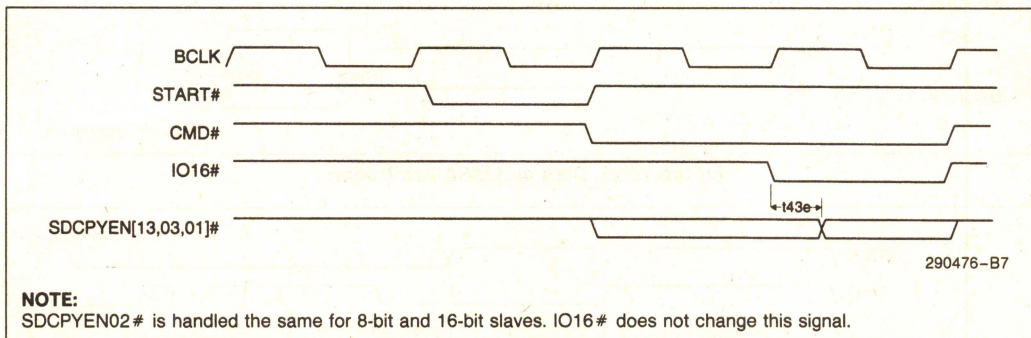 BCLK
START#
CMD#
IO16#
t43e
SDCPYEN[13,03,01]#
290476-B7
NOTE:
SDCPYEN02# is handled the same for 8-bit and 16-bit slaves. IO16# does not change this signal.